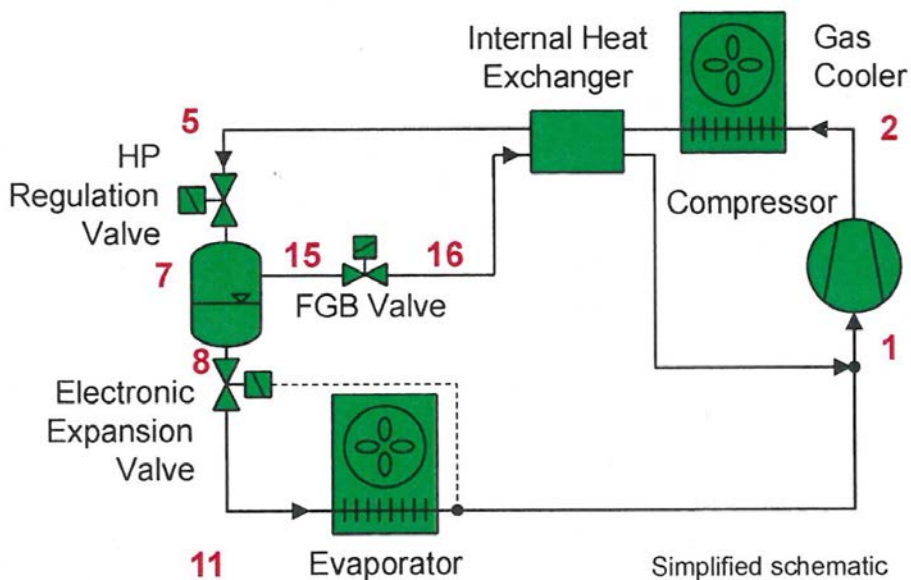 Internal Heat
Exchanger
Gas
Cooler
5
2
HP
Regulation
Valve
Compressor
7
15
16
FGB Valve
1
8
Electronic
Expansion
Valve
11
Evaporator
Simplified schematic